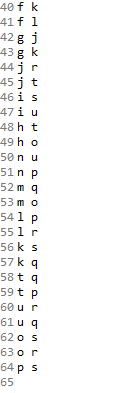 40 f k
41 f l
42 g j
43 g k
44 j r
45 j t
46 i s
47 i u
48 h t
49 h o
50 n u
51 n p
52 m q
53 m o
54 l p
55 l r
56 k s
57 k q
58 t q
59 t p
60 u r
61 u q
62 o s
63 o r
64 p s
65